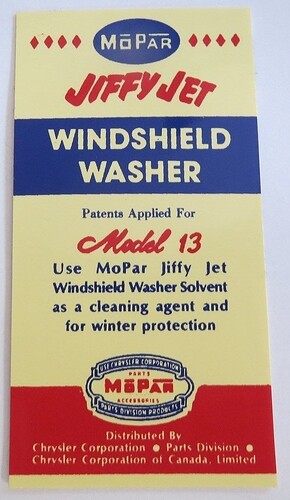 MOPAR
JIFFY JET
WINDSHIELD
WASHER
Patents Applied For
Model 13
Use MoPar Jiffy Jet
Windshield Washer Solvent
as a cleaning agent and
for winter protection
USE CHRYSLER CORPORATION
PARTS
MOPAR
ACCESSORIES
PARTS DIVISION PRODUCTS
Distributed By
Chrysler Corporation ● Parts Division ●
Chrysler Corporation of Canada, Limited